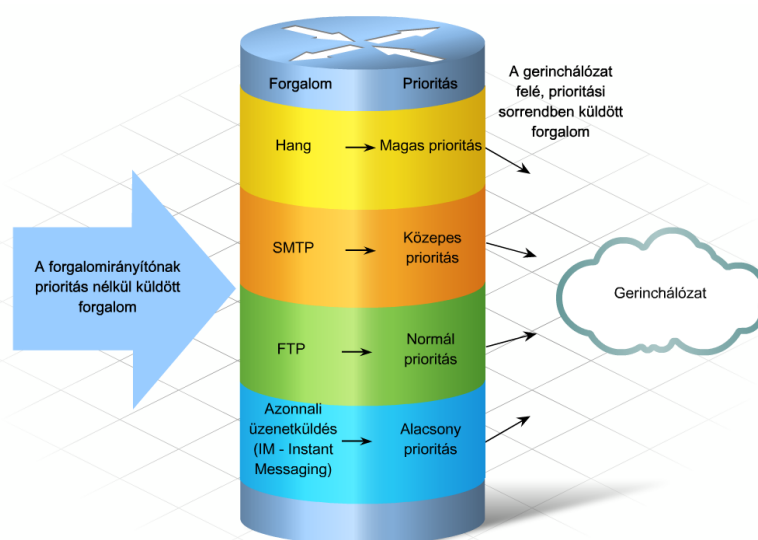 A forgalomirányítónak
prioritás nélkül küldött
forgalom
Forgalom
Prioritás
Hang
Magas prioritás
SMTP
Közepes
prioritás
FTP
Normál
prioritás
Azonnali
üzenetküldés
(IM - Instant
Messaging)
Alacsony
prioritás
A gerinchálózat
felé, prioritási
sorrendben küldött
forgalom
Gerinchálózat